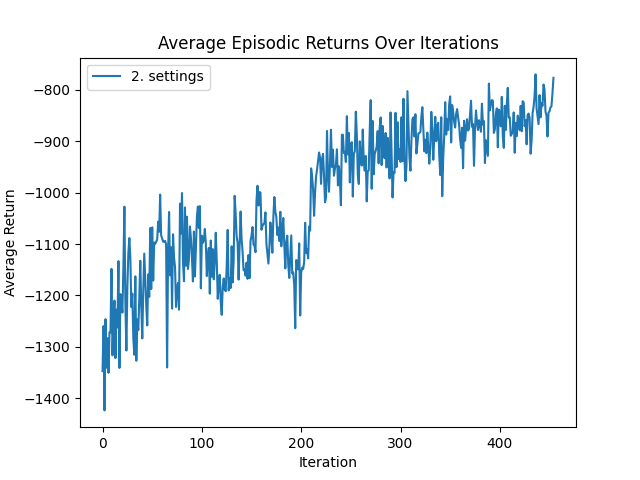 Average Episodic Returns Over Iterations
2. settings
−800
−900
−1000
−1100
−1200
−1300
−1400
Average Return
0 100 200 300 400
Iteration